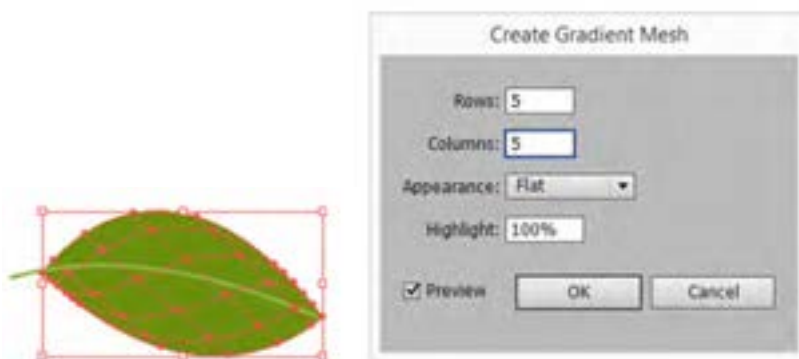 Create Gradient Mesh
Rows: 5
Columns: 5
Appearance: Flat
Highlight: 100%
Preview OK Cancel